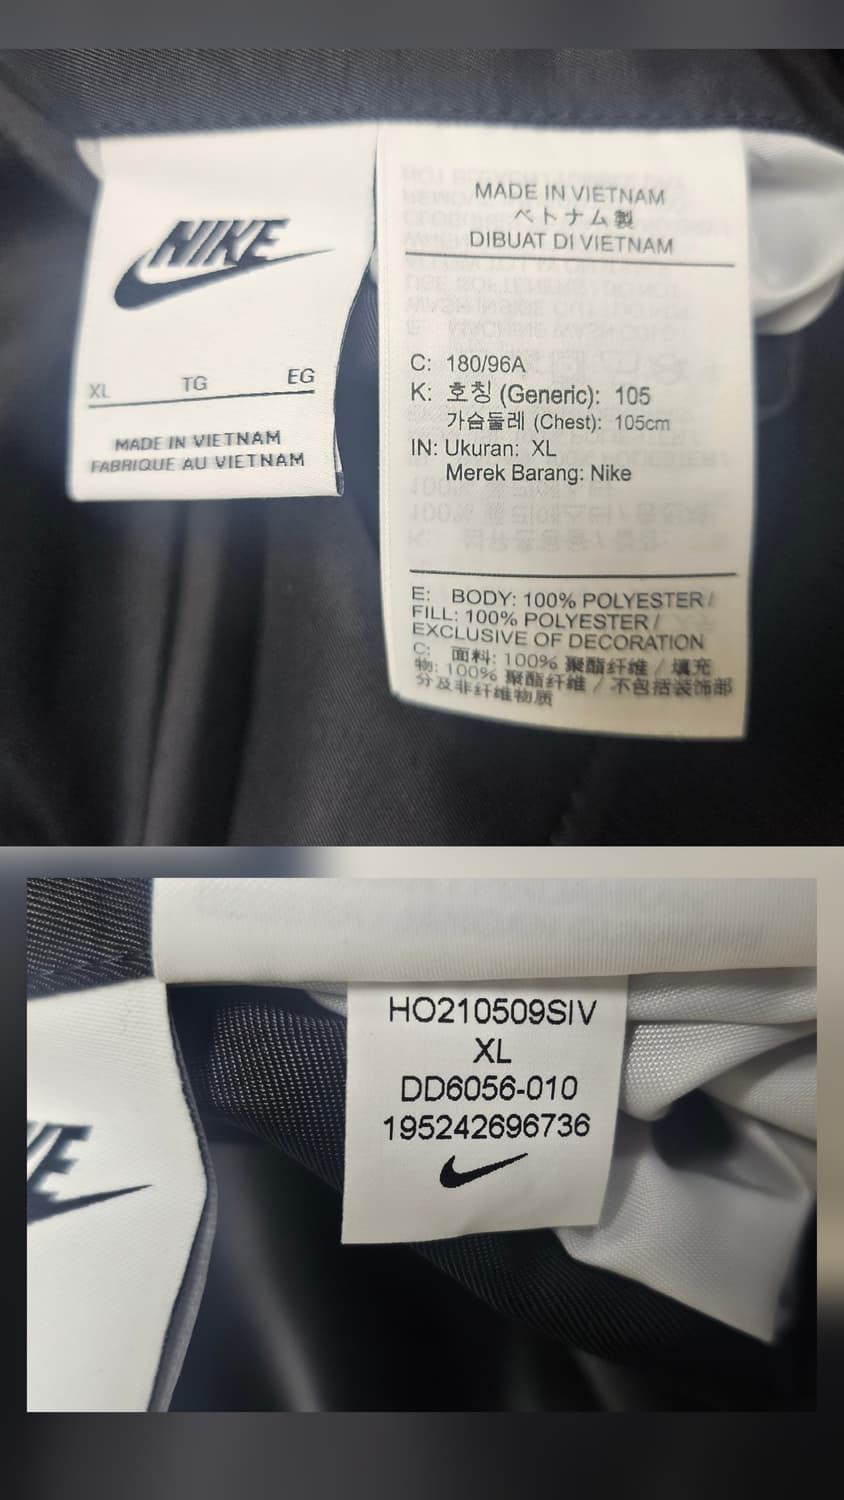 NIKE
XL TG EG
MADE IN VIETNAM
FABRIQUE AU VIETNAM
MADE IN VIETNAM
ベトナム製
DIBUAT DI VIETNAM
C: 180/96A
K: 호칭 (Generic): 105
가슴둘레 (Chest): 105cm
IN: Ukuran: XL
Merek Barang: Nike
E: BODY: 100% POLYESTER /
FILL: 100% POLYESTER /
EXCLUSIVE OF DECORATION
C: 面料: 100% 聚酯纤维 / 填充
物: 100% 聚酯纤维 / 不包括装饰部
分及非纤维物质
HO210509SIV
XL
DD6056-010
195242696736